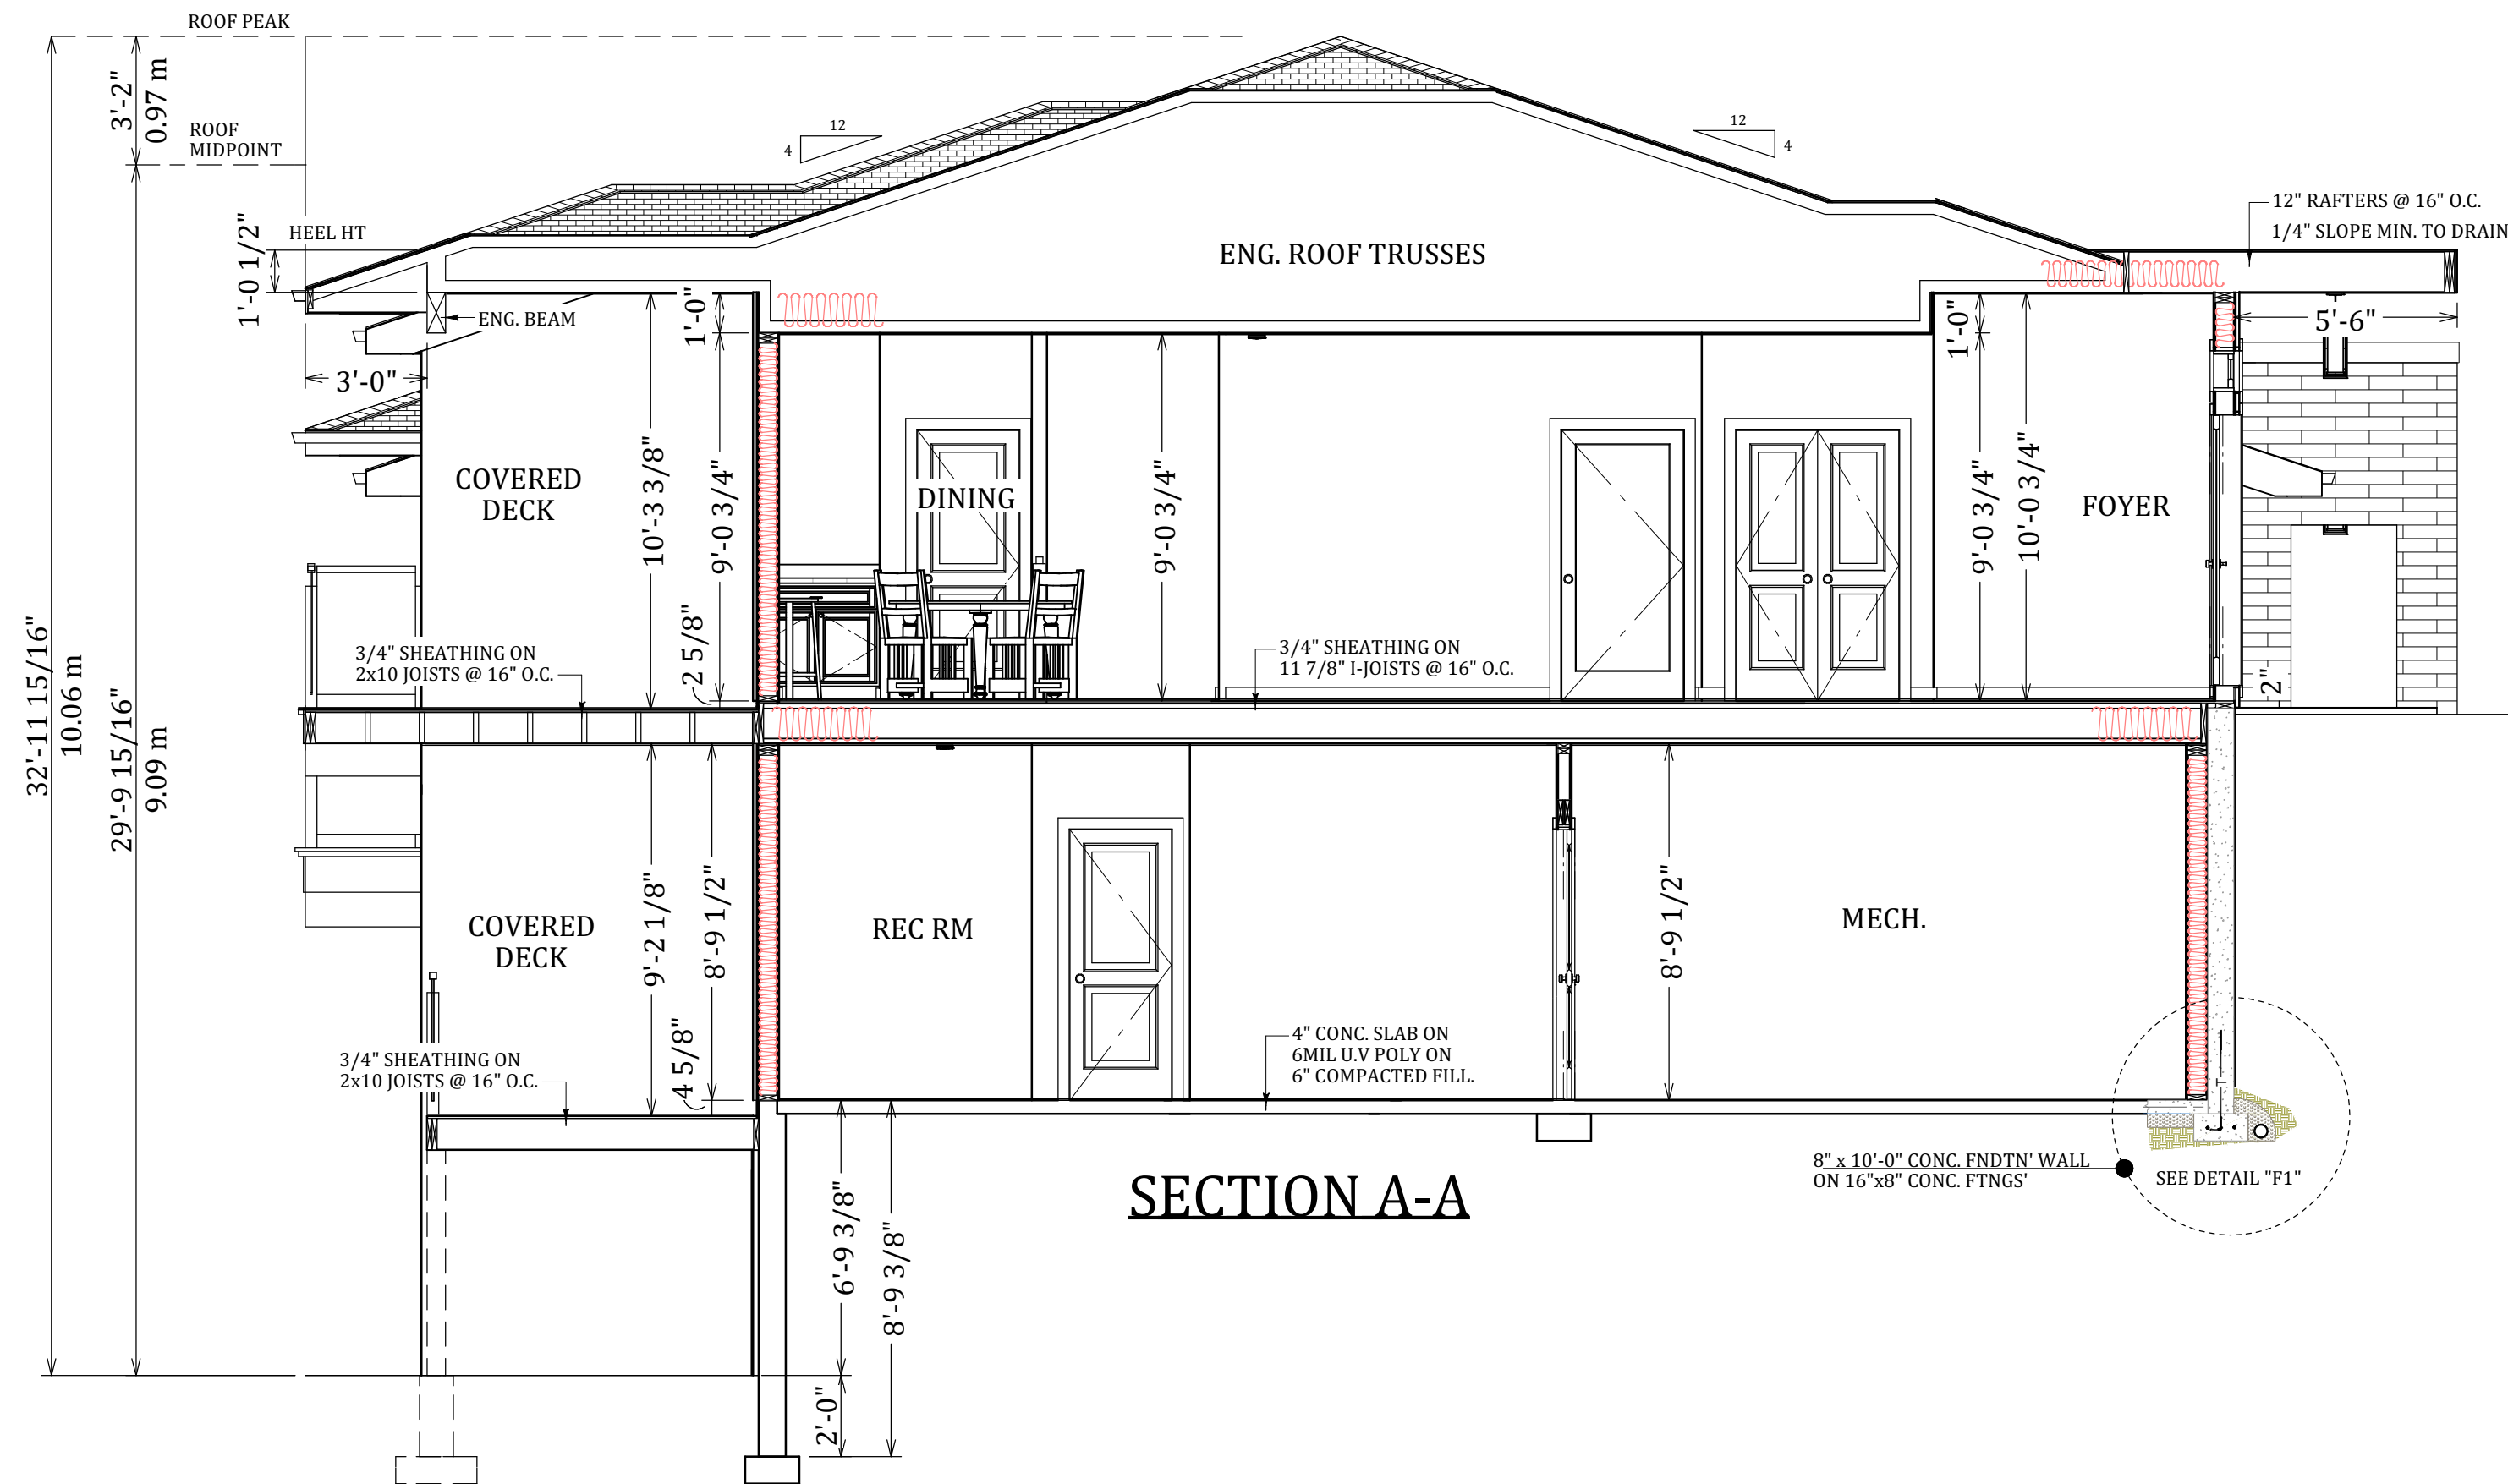 ROOF PEAK
3'-2"
0.97 m
ROOF
MIDPOINT
12
4
12
4
12" RAFTERS @ 16" O.C.
1/4" SLOPE MIN. TO DRAIN
1'-0 1/2"
HEEL HT
ENG. ROOF TRUSSES
ENG. BEAM
1'-0"
1'-0"
5'-6"
3'-0"
COVERED
DECK
10'-3 3/8"
9'-0 3/4"
DINING
9'-0 3/4"
9'-0 3/4"
10'-0 3/4"
FOYER
32'-11 15/16"
10.06 m
29'-9 15/16"
9.09 m
3/4" SHEATHING ON
2x10 JOISTS @ 16" O.C.
2 5/8"
3/4" SHEATHING ON
11 7/8" I-JOISTS @ 16" O.C.
2"
COVERED
DECK
9'-2 1/8"
8'-9 1/2"
REC RM
8'-9 1/2"
MECH.
3/4" SHEATHING ON
2x10 JOISTS @ 16" O.C.
4 5/8"
4" CONC. SLAB ON
6MIL U.V POLY ON
6" COMPACTED FILL.
8" x 10'-0" CONC. FNDTN' WALL
ON 16"x8" CONC. FTNGS'
SEE DETAIL "F1"
SECTION A-A
6'-9 3/8"
8'-9 3/8"
2'-0"